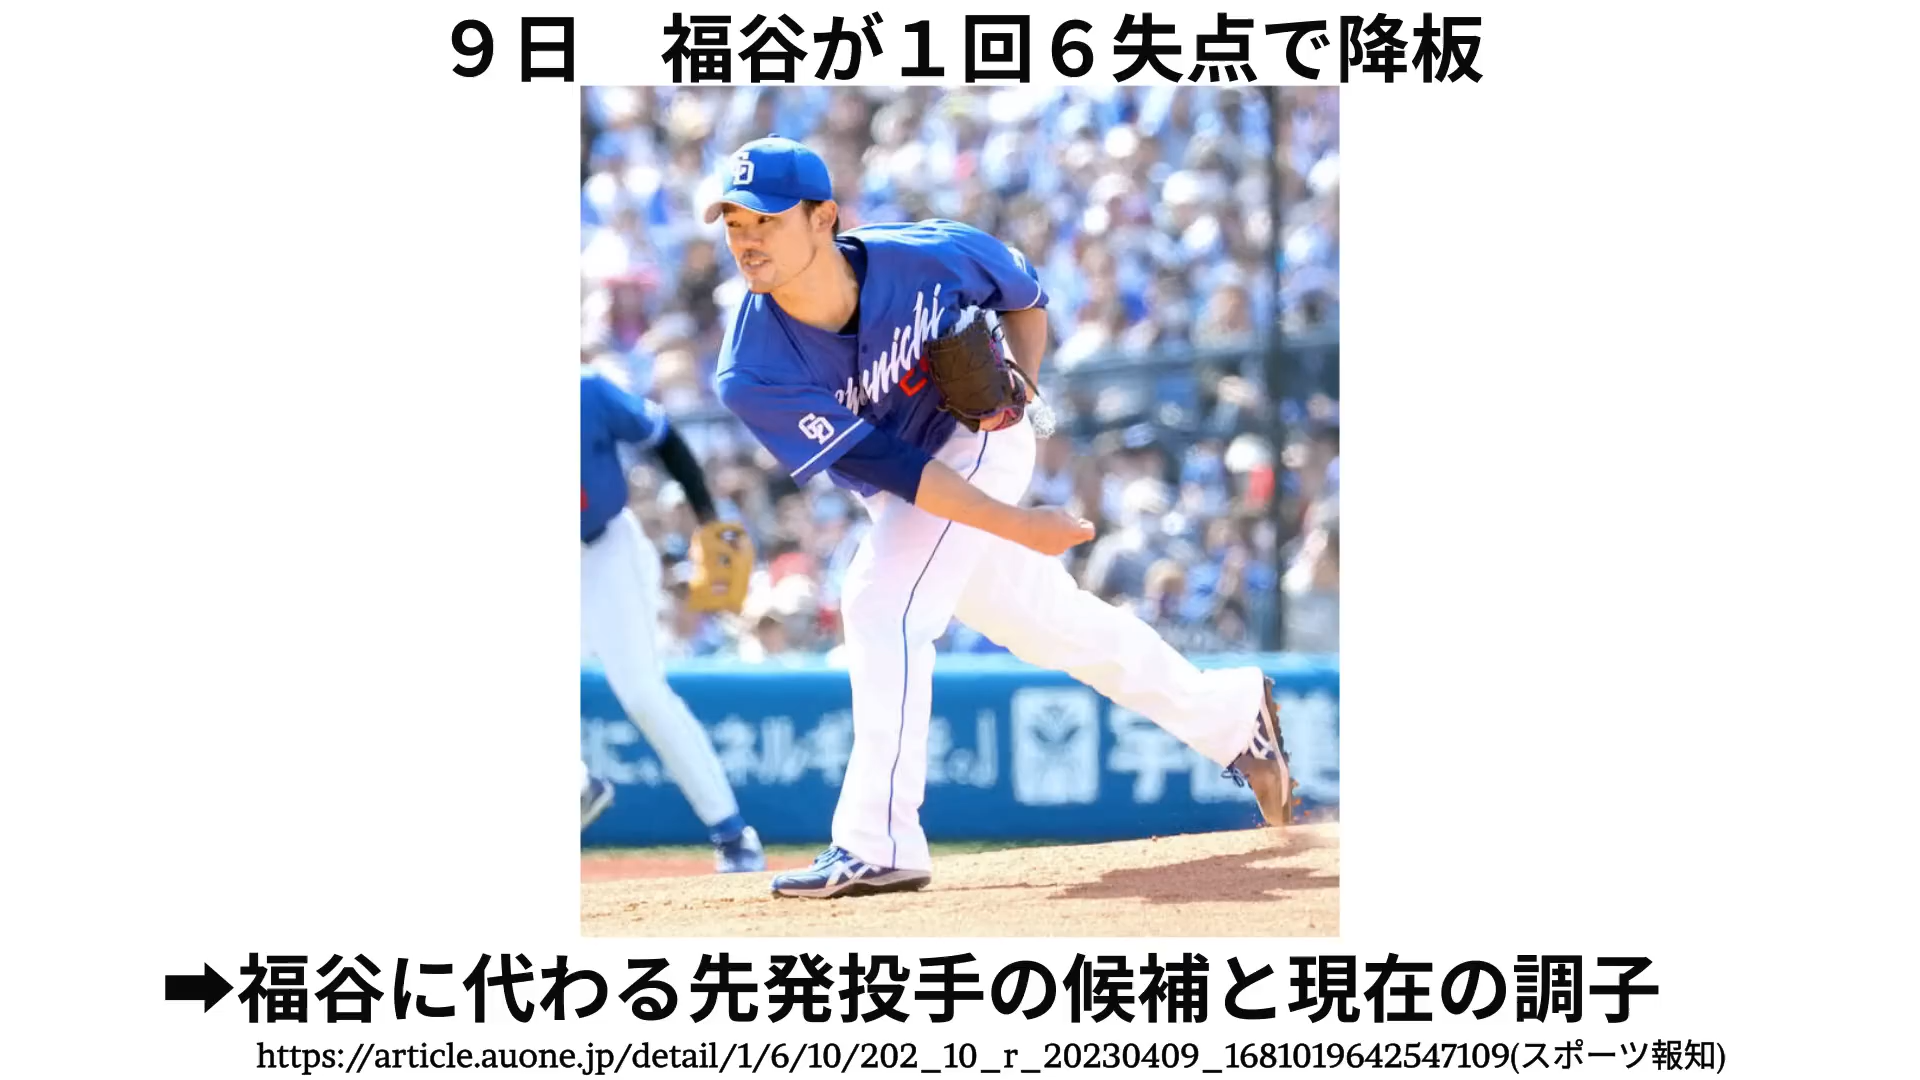 ９日　福谷が１回６失点で降板
CD
CD
➡福谷に代わる先発投手の候補と現在の調子
https://article.auone.jp/detail/1/6/10/202_10_r_20230409_1681019642547109(スポーツ報知)